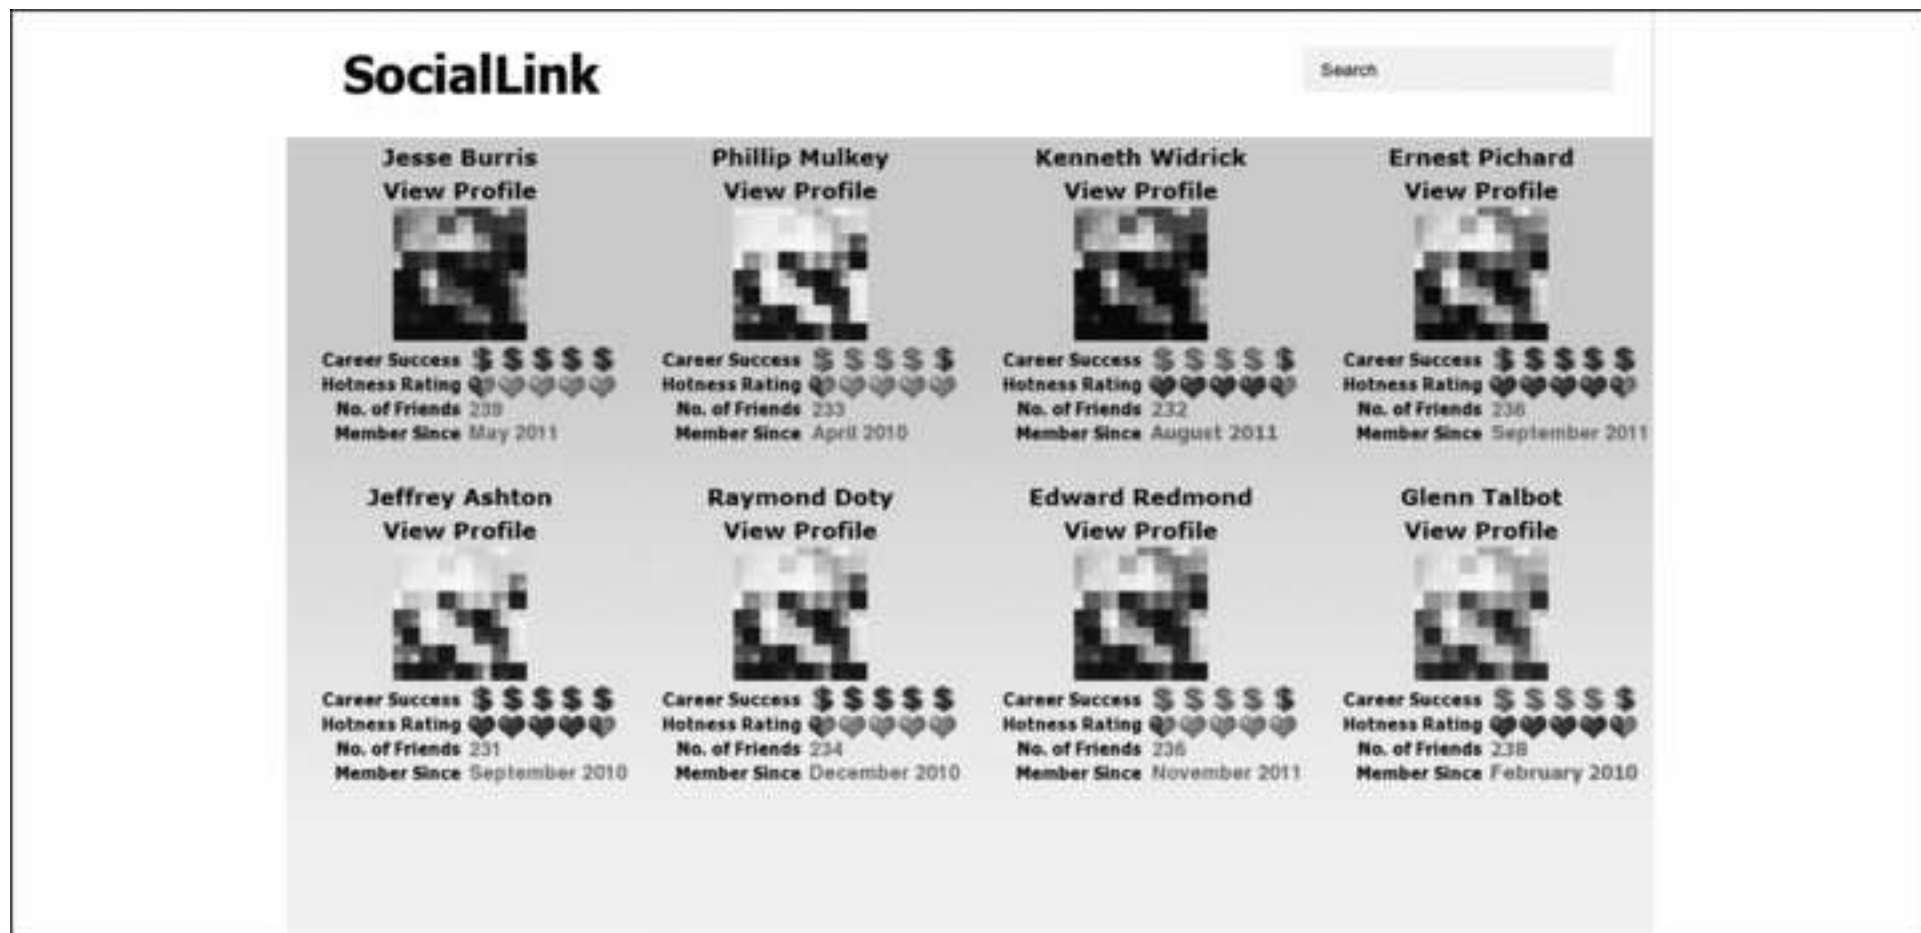 SocialLink
Search
Jesse Burris
View Profile
Career Success $ $ $ $ $
Hotness Rating
No. of Friends 239
Member Since May 2011
Phillip Mulkey
View Profile
Career Success $ $ $ $ $
Hotness Rating
No. of Friends 233
Member Since April 2010
Kenneth Widrick
View Profile
Career Success $ $ $ $ $
Hotness Rating
No. of Friends 232
Member Since August 2011
Ernest Pichard
View Profile
Career Success $ $ $ $ $
Hotness Rating
No. of Friends 236
Member Since September 2011
Jeffrey Ashton
View Profile
Career Success $ $ $ $ $
Hotness Rating
No. of Friends 231
Member Since September 2010
Raymond Doty
View Profile
Career Success $ $ $ $ $
Hotness Rating
No. of Friends 234
Member Since December 2010
Edward Redmond
View Profile
Career Success $ $ $ $ $
Hotness Rating
No. of Friends 236
Member Since November 2011
Glenn Talbot
View Profile
Career Success $ $ $ $ $
Hotness Rating
No. of Friends 238
Member Since February 2010